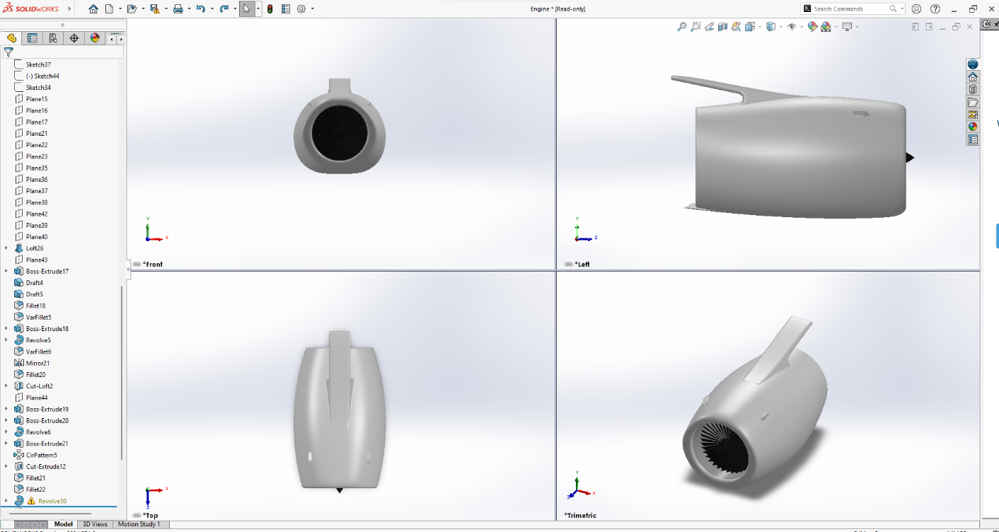 SOLIDWORKS
Engine * [Read-only]
Search Commands
Sketch37
(-) Sketch44
Sketch34
Plane15
Plane16
Plane17
Plane21
Plane22
Plane23
Plane35
Plane36
Plane37
Plane38
Plane42
Plane39
Plane40
Loft26
Plane43
Boss-Extrude17
Draft4
Draft5
Fillet18
VarFillet5
Boss-Extrude18
Revolve5
VarFillet6
Mirror21
Fillet20
Cut-Loft2
Plane44
Boss-Extrude19
Boss-Extrude20
Revolve6
Boss-Extrude21
CirPattern5
Cut-Extrude12
Fillet21
Fillet22
Revolve10
Y
X
*Front
Y
Z
*Left
X
Z
*Top
Y
X
Z
*Trimetric
Model
3D Views
Motion Study 1